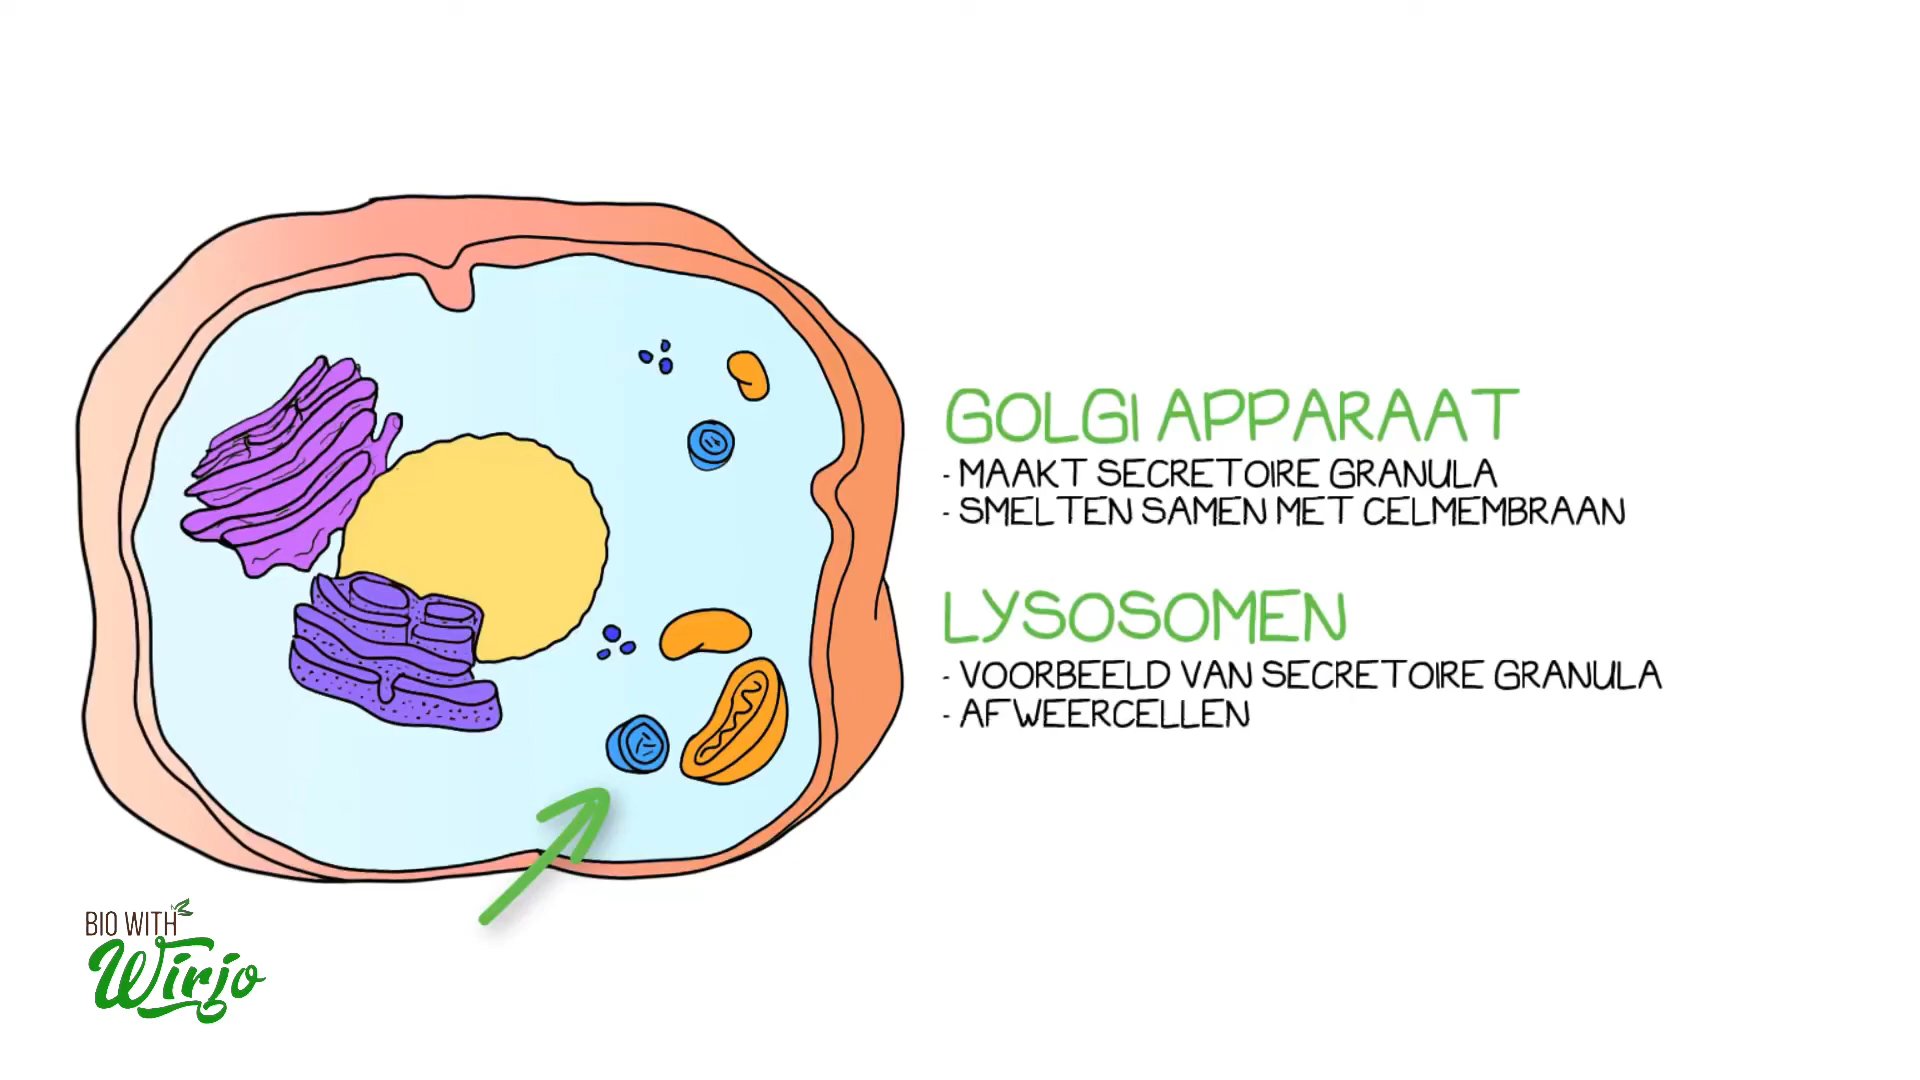 GOLGI APPARAAT
- MAAKT SECRETOIRE GRANULA
- SMELTEN SAMEN MET CELMEMBRAAN
LYSOSOMEN
- VOORBEELD VAN SECRETOIRE GRANULA
- AFWEERCELLEN
BIO WITH
Wirjo